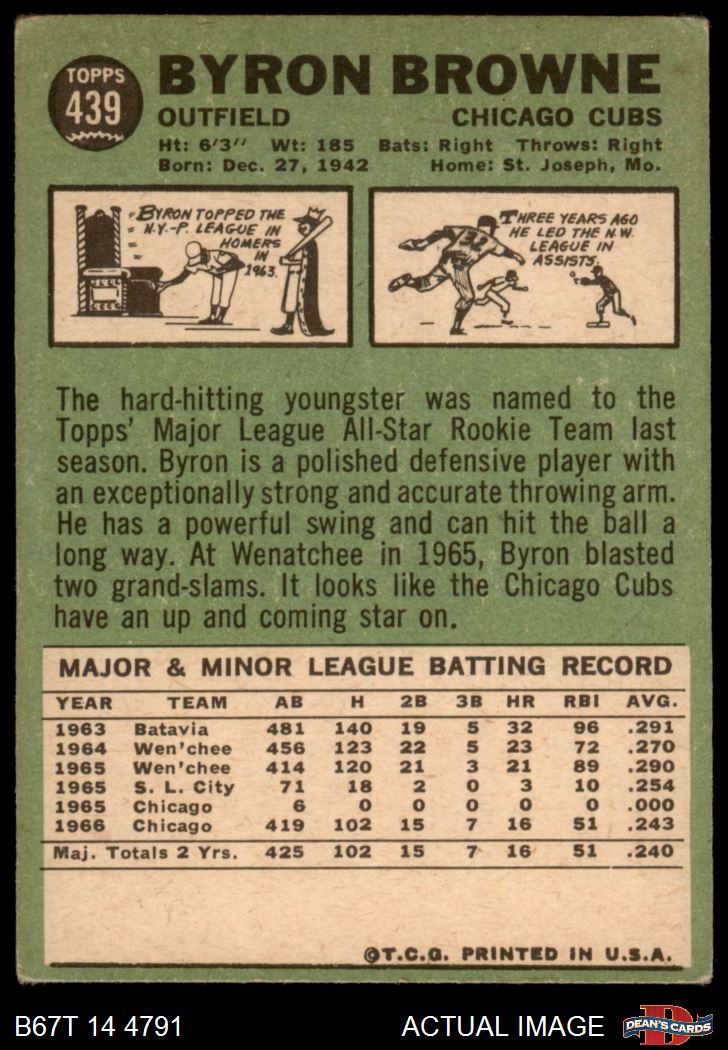 TOPPS
439
BYRON BROWNE
OUTFIELD CHICAGO CUBS
Ht: 6'3" Wt: 185 Bats: Right Throws: Right
Born: Dec. 27, 1942 Home: St. Joseph, Mo.
BYRON TOPPED THE
N.Y.-P. LEAGUE IN
HOMERS
IN
1963.
THREE YEARS AGO
HE LED THE N.W.
LEAGUE IN
ASSISTS.
The hard-hitting youngster was named to the
Topps' Major League All-Star Rookie Team last
season. Byron is a polished defensive player with
an exceptionally strong and accurate throwing arm.
He has a powerful swing and can hit the ball a
long way. At Wenatchee in 1965, Byron blasted
two grand-slams. It looks like the Chicago Cubs
have an up and coming star on.
MAJOR & MINOR LEAGUE BATTING RECORD
YEAR TEAM AB H 2B 3B HR RBI AVG.
1963 Batavia 481 140 19 5 32 96 .291
1964 Wen'chee 456 123 22 5 23 72 .270
1965 Wen'chee 414 120 21 3 21 89 .290
1965 S. L. City 71 18 2 0 3 10 .254
1965 Chicago 6 0 0 0 0 0 .000
1966 Chicago 419 102 15 7 16 51 .243
Maj. Totals 2 Yrs. 425 102 15 7 16 51 .240
©T.C.G. PRINTED IN U.S.A.
B67T 14 4791 ACTUAL IMAGE
D
DEAN'S CARDS